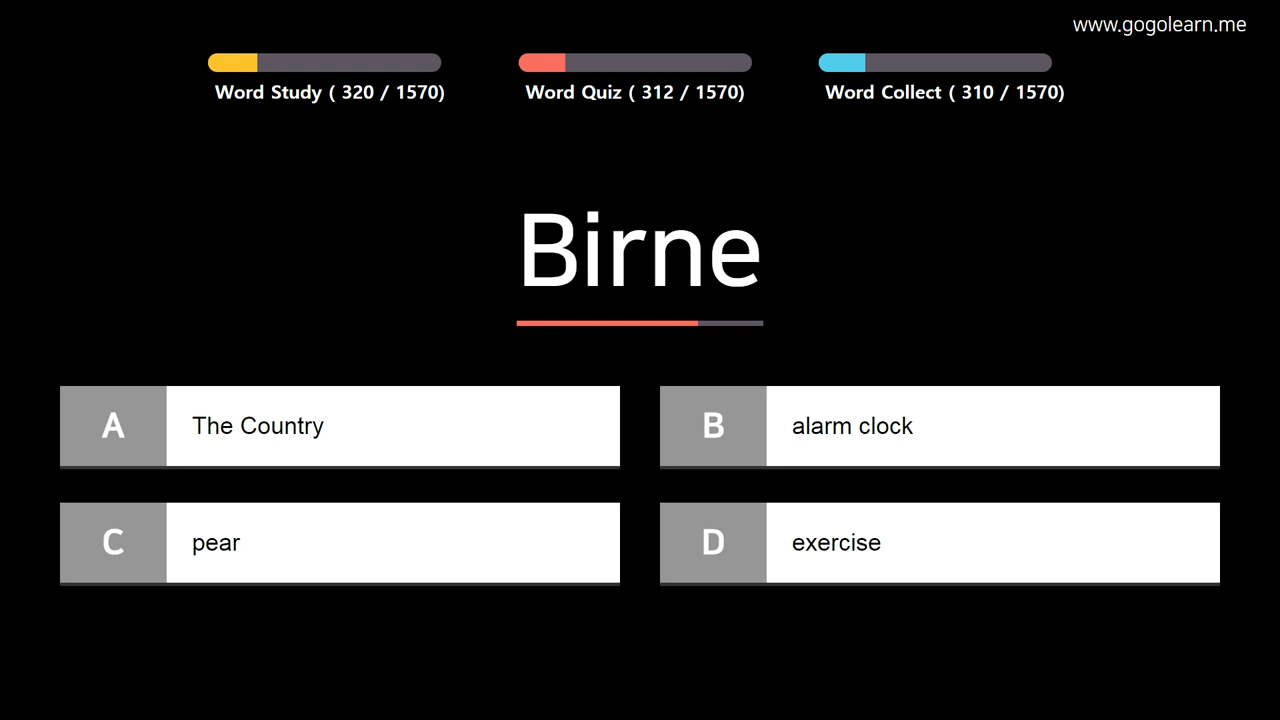 www.gogolearn.me
Word Study ( 320 / 1570)
Word Quiz ( 312 / 1570)
Word Collect ( 310 / 1570)
Birne
A The Country
B alarm clock
C pear
D exercise